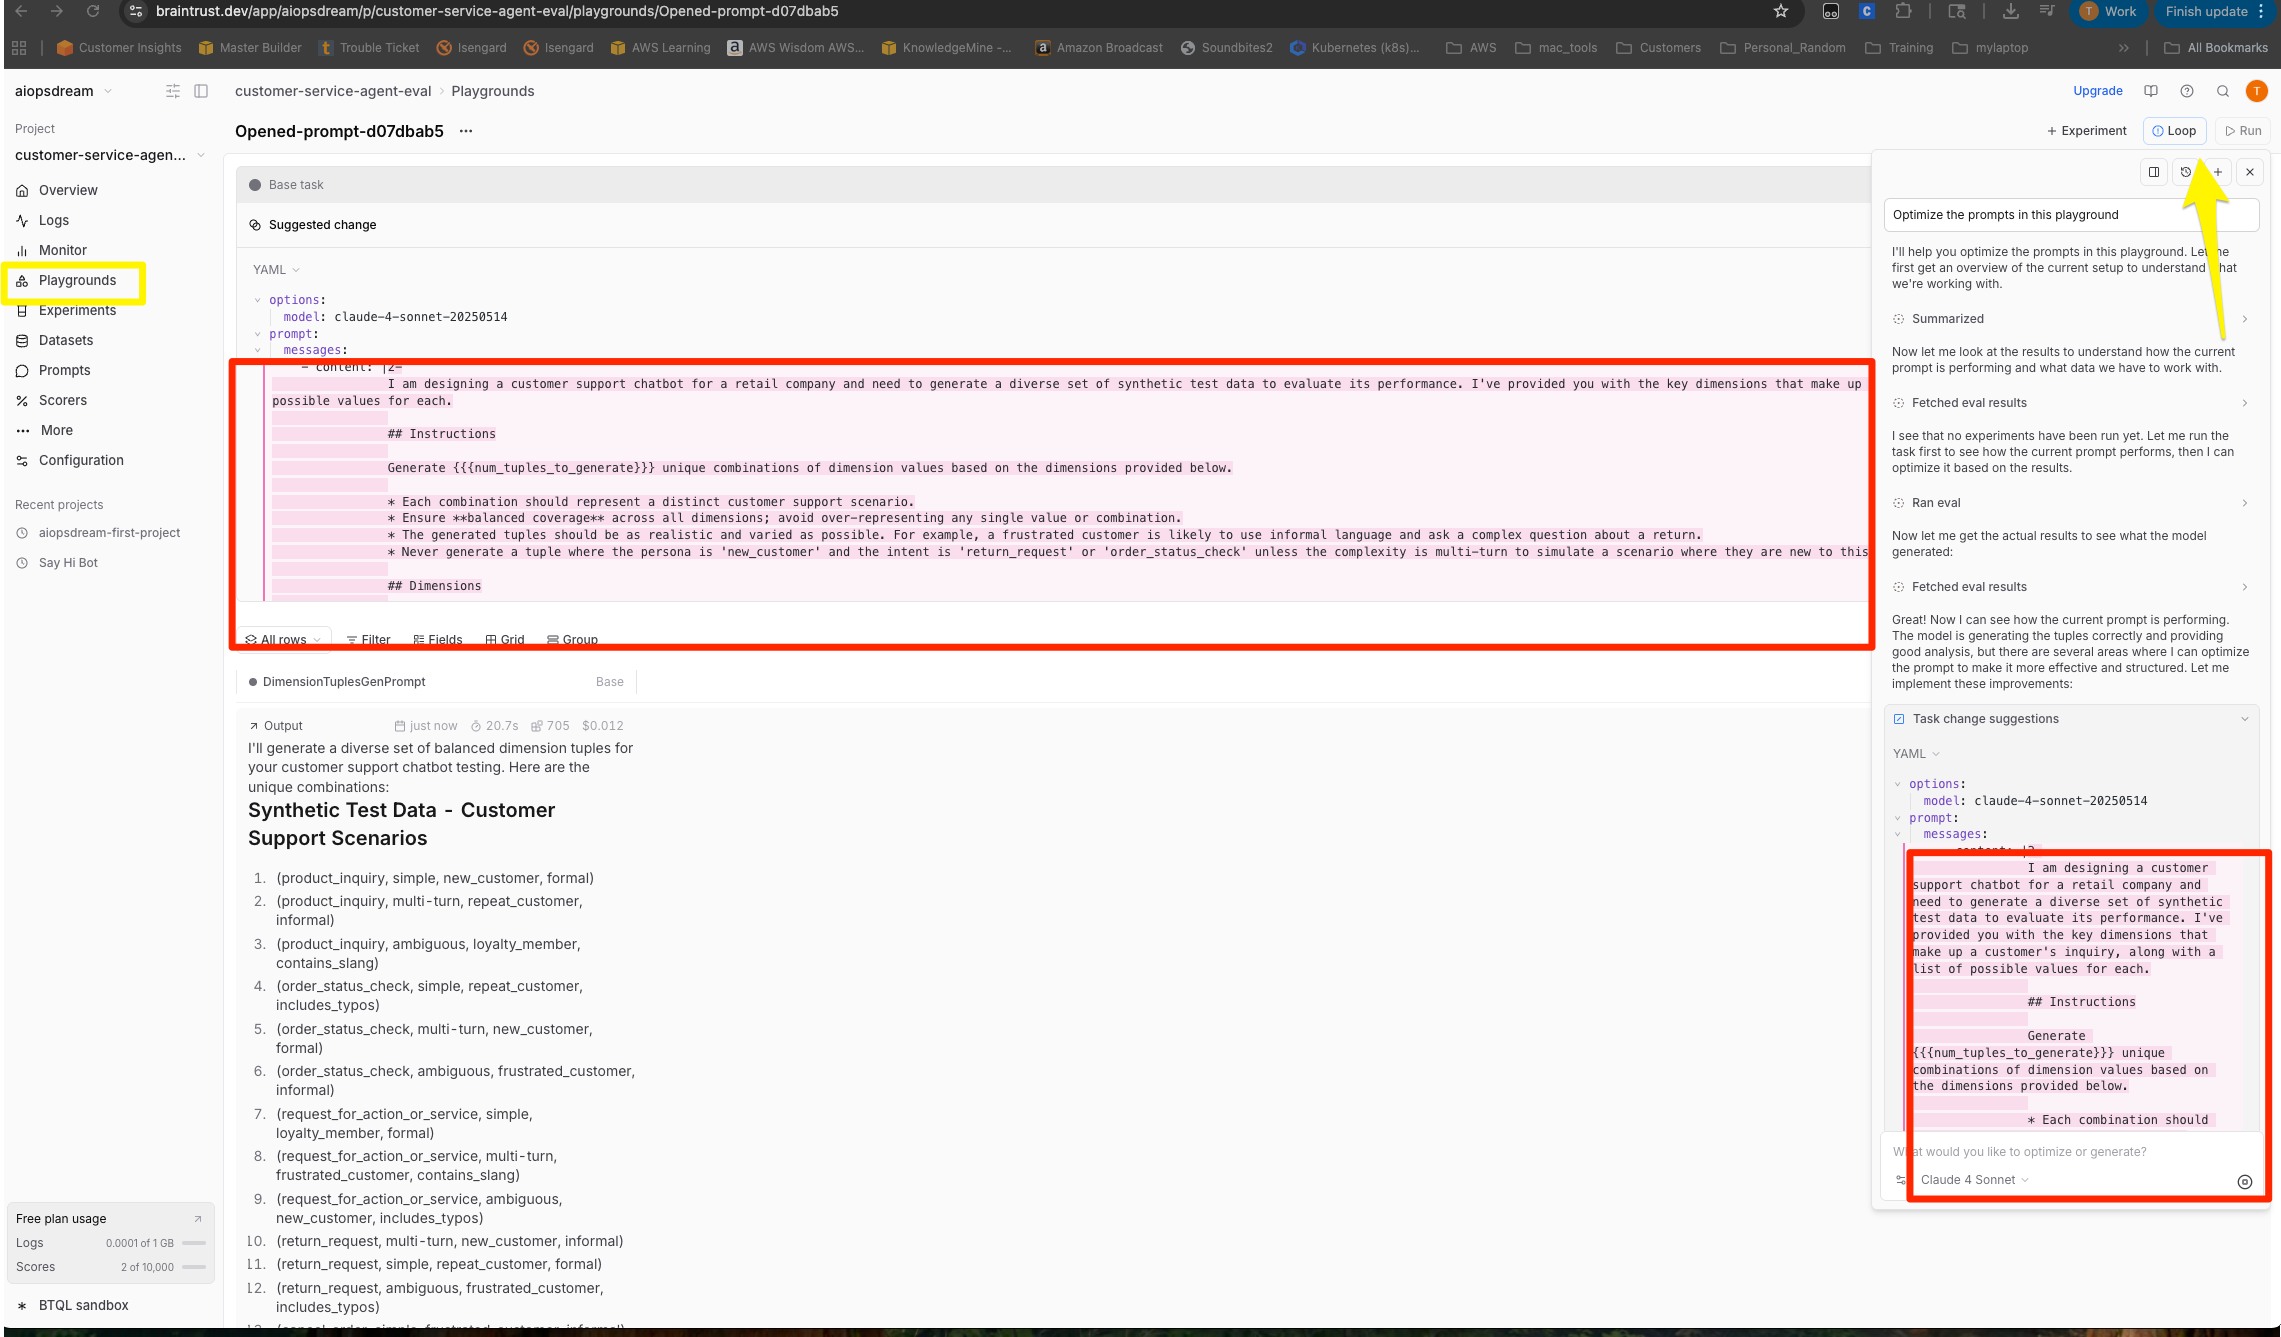 braintrust.dev/app/aiopsdream/p/customer-service-agent-eval/playgrounds/Opened-prompt-d07dbab5
Work
Finish update
Customer Insights
Master Builder
Trouble Ticket
Isengard
Isengard
AWS Learning
AWS Wisdom AWS...
KnowledgeMine -...
Amazon Broadcast
Soundbites2
Kubernetes (k8s)...
AWS
mac_tools
Customers
Personal_Random
Training
mylaptop
All Bookmarks
aiopsdream
customer-service-agent-eval > Playgrounds
Upgrade
T
Project
customer-service-agen...
Overview
Logs
Monitor
Playgrounds
Experiments
Datasets
Prompts
Scorers
More
Configuration
Recent projects
aiopsdream-first-project
Say Hi Bot
Free plan usage
Logs 0.0001 of 1 GB
Scores 2 of 10,000
BTQL sandbox
Opened-prompt-d07dbab5 ...
+ Experiment
Loop
Run
Base task
Suggested change
YAML
options:
model: claude-4-sonnet-20250514
prompt:
messages:
- content: |2-
I am designing a customer support chatbot for a retail company and need to generate a diverse set of synthetic test data to evaluate its performance. I've provided you with the key dimensions that make up
possible values for each.
## Instructions
Generate {{{num_tuples_to_generate}}} unique combinations of dimension values based on the dimensions provided below.
* Each combination should represent a distinct customer support scenario.
* Ensure **balanced coverage** across all dimensions; avoid over-representing any single value or combination.
* The generated tuples should be as realistic and varied as possible. For example, a frustrated customer is likely to use informal language and ask a complex question about a return.
* Never generate a tuple where the persona is 'new_customer' and the intent is 'return_request' or 'order_status_check' unless the complexity is multi-turn to simulate a scenario where they are new to this
## Dimensions
All rows
Filter
Fields
Grid
Group
DimensionTuplesGenPrompt Base
Output just now 20.7s 705 $0.012
I'll generate a diverse set of balanced dimension tuples for
your customer support chatbot testing. Here are the
unique combinations:
Synthetic Test Data - Customer
Support Scenarios
1. (product_inquiry, simple, new_customer, formal)
2. (product_inquiry, multi-turn, repeat_customer,
informal)
3. (product_inquiry, ambiguous, loyalty_member,
contains_slang)
4. (order_status_check, simple, repeat_customer,
includes_typos)
5. (order_status_check, multi-turn, new_customer,
formal)
6. (order_status_check, ambiguous, frustrated_customer,
informal)
7. (request_for_action_or_service, simple,
loyalty_member, formal)
8. (request_for_action_or_service, multi-turn,
frustrated_customer, contains_slang)
9. (request_for_action_or_service, ambiguous,
new_customer, includes_typos)
10. (return_request, multi-turn, new_customer, informal)
11. (return_request, simple, repeat_customer, formal)
12. (return_request, ambiguous, frustrated_customer,
includes_typos)
Optimize the prompts in this playground
I'll help you optimize the prompts in this playground. Let me
first get an overview of the current setup to understand what
we're working with.
Summarized
Now let me look at the results to understand how the current
prompt is performing and what data we have to work with.
Fetched eval results
I see that no experiments have been run yet. Let me run the
task first to see how the current prompt performs, then I can
optimize it based on the results.
Ran eval
Now let me get the actual results to see what the model
generated:
Fetched eval results
Great! Now I can see how the current prompt is performing.
The model is generating the tuples correctly and providing
good analysis, but there are several areas where I can optimize
the prompt to make it more effective and structured. Let me
implement these improvements:
Task change suggestions
YAML
options:
model: claude-4-sonnet-20250514
prompt:
messages:
I am designing a customer
support chatbot for a retail company and
need to generate a diverse set of synthetic
test data to evaluate its performance. I've
provided you with the key dimensions that
make up a customer's inquiry, along with a
list of possible values for each.
## Instructions
Generate
{{{num_tuples_to_generate}}} unique
combinations of dimension values based on
the dimensions provided below.
* Each combination should
What would you like to optimize or generate?
Claude 4 Sonnet